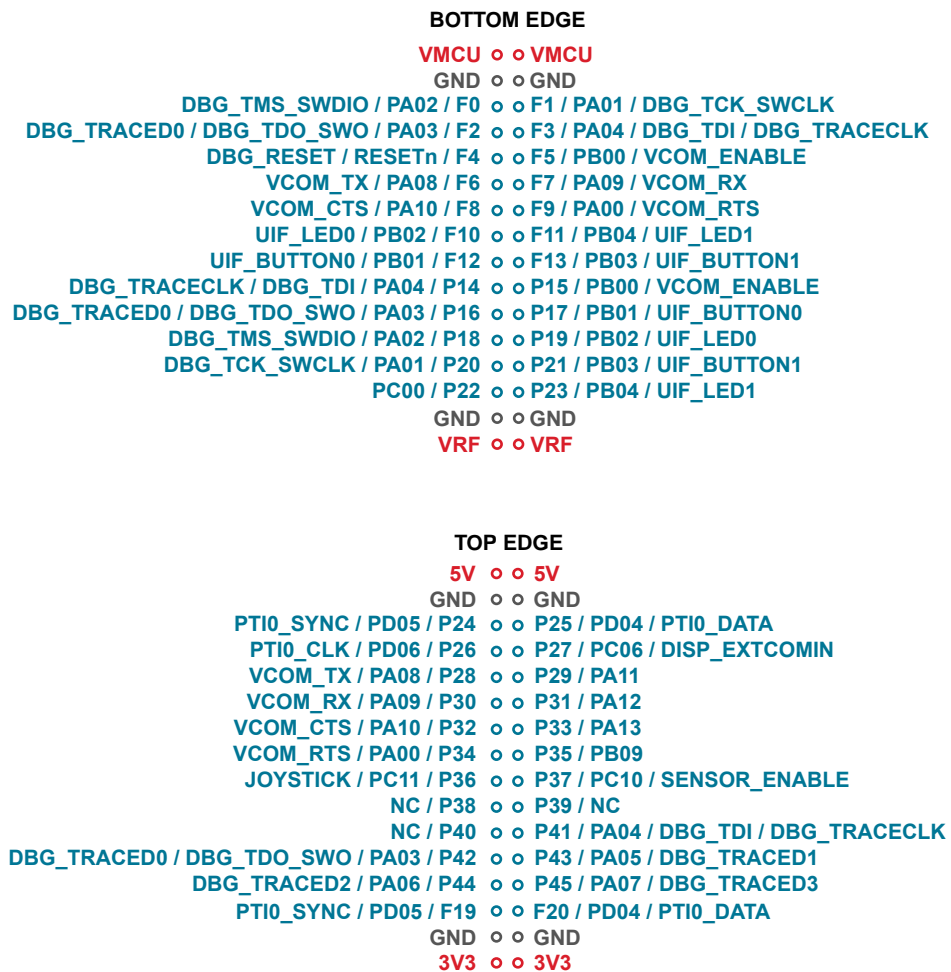 BOTTOM EDGE
VMCU VMCU
GND GND
DBG_TMS_SWDIO / PA02 / F0 F1 / PA01 / DBG_TCK_SWCLK
DBG_TRACED0 / DBG_TDO_SWO / PA03 / F2 F3 / PA04 / DBG_TDI / DBG_TRACECLK
DBG_RESET / RESETn / F4 F5 / PB00 / VCOM_ENABLE
VCOM_TX / PA08 / F6 F7 / PA09 / VCOM_RX
VCOM_CTS / PA10 / F8 F9 / PA00 / VCOM_RTS
UIF_LED0 / PB02 / F10 F11 / PB04 / UIF_LED1
UIF_BUTTON0 / PB01 / F12 F13 / PB03 / UIF_BUTTON1
DBG_TRACECLK / DBG_TDI / PA04 / P14 P15 / PB00 / VCOM_ENABLE
DBG_TRACED0 / DBG_TDO_SWO / PA03 / P16 P17 / PB01 / UIF_BUTTON0
DBG_TMS_SWDIO / PA02 / P18 P19 / PB02 / UIF_LED0
DBG_TCK_SWCLK / PA01 / P20 P21 / PB03 / UIF_BUTTON1
PC00 / P22 P23 / PB04 / UIF_LED1
GND GND
VRF VRF
TOP EDGE
5V 5V
GND GND
PTI0_SYNC / PD05 / P24 P25 / PD04 / PTI0_DATA
PTI0_CLK / PD06 / P26 P27 / PC06 / DISP_EXTCOMIN
VCOM_TX / PA08 / P28 P29 / PA11
VCOM_RX / PA09 / P30 P31 / PA12
VCOM_CTS / PA10 / P32 P33 / PA13
VCOM_RTS / PA00 / P34 P35 / PB09
JOYSTICK / PC11 / P36 P37 / PC10 / SENSOR_ENABLE
NC / P38 P39 / NC
NC / P40 P41 / PA04 / DBG_TDI / DBG_TRACECLK
DBG_TRACED0 / DBG_TDO_SWO / PA03 / P42 P43 / PA05 / DBG_TRACED1
DBG_TRACED2 / PA06 / P44 P45 / PA07 / DBG_TRACED3
PTI0_SYNC / PD05 / F19 F20 / PD04 / PTI0_DATA
GND GND
3V3 3V3